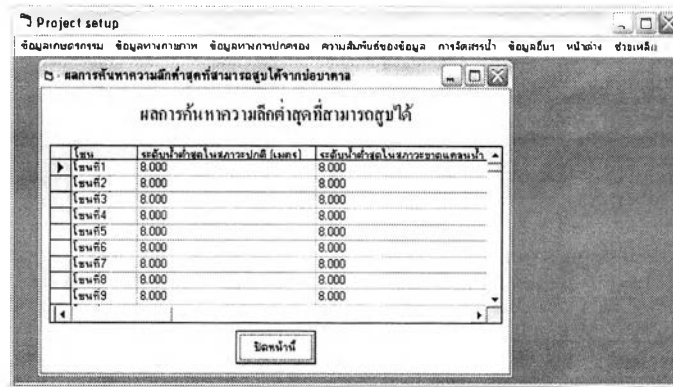 Project setup
ข้อมูลเกษตรกรรม ข้อมูลทางกายภาพ ข้อมูลทางการปกครอง ความสัมพันธ์ของข้อมูล การจัดสรรน้ำ ข้อมูลอื่นๆ หน้าต่าง ช่วยเหลือ
ผลการค้นหาความลึกต่ำสุดที่สามารถสูบได้จากบ่อบาดาล
ผลการค้นหาความลึกต่ำสุดที่สามารถสูบได้
โซน ระดับน้ำต่ำสุดในสภาวะปกติ (เมตร) ระดับน้ำต่ำสุดในสภาวะขาดแคลนน้ำ
โซนที่1 8.000 8.000
โซนที่2 8.000 8.000
โซนที่3 8.000 8.000
โซนที่4 8.000 8.000
โซนที่5 8.000 8.000
โซนที่6 8.000 8.000
โซนที่7 8.000 8.000
โซนที่8 8.000 8.000
โซนที่9 8.000 8.000
ปิดหน้านี้